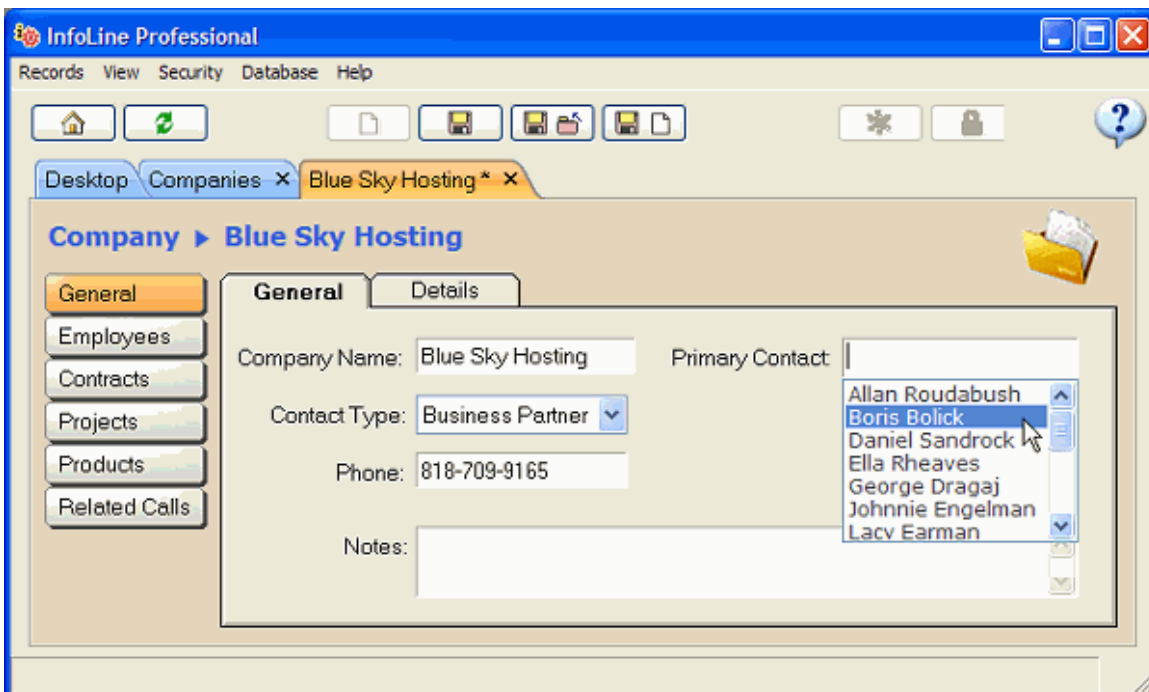 InfoLine Professional
Records View Security Database Help
Desktop Companies × Blue Sky Hosting* ×
Company ▸ Blue Sky Hosting
General
Employees
Contracts
Projects
Products
Related Calls
General Details
Company Name: Blue Sky Hosting Primary Contact:
Allan Roudabush
Boris Bolick
Daniel Sandrock
Ella Rheaves
George Dragaj
Johnnie Engelman
Lacy Earman
Contact Type: Business Partner
Phone: 818-709-9165
Notes: